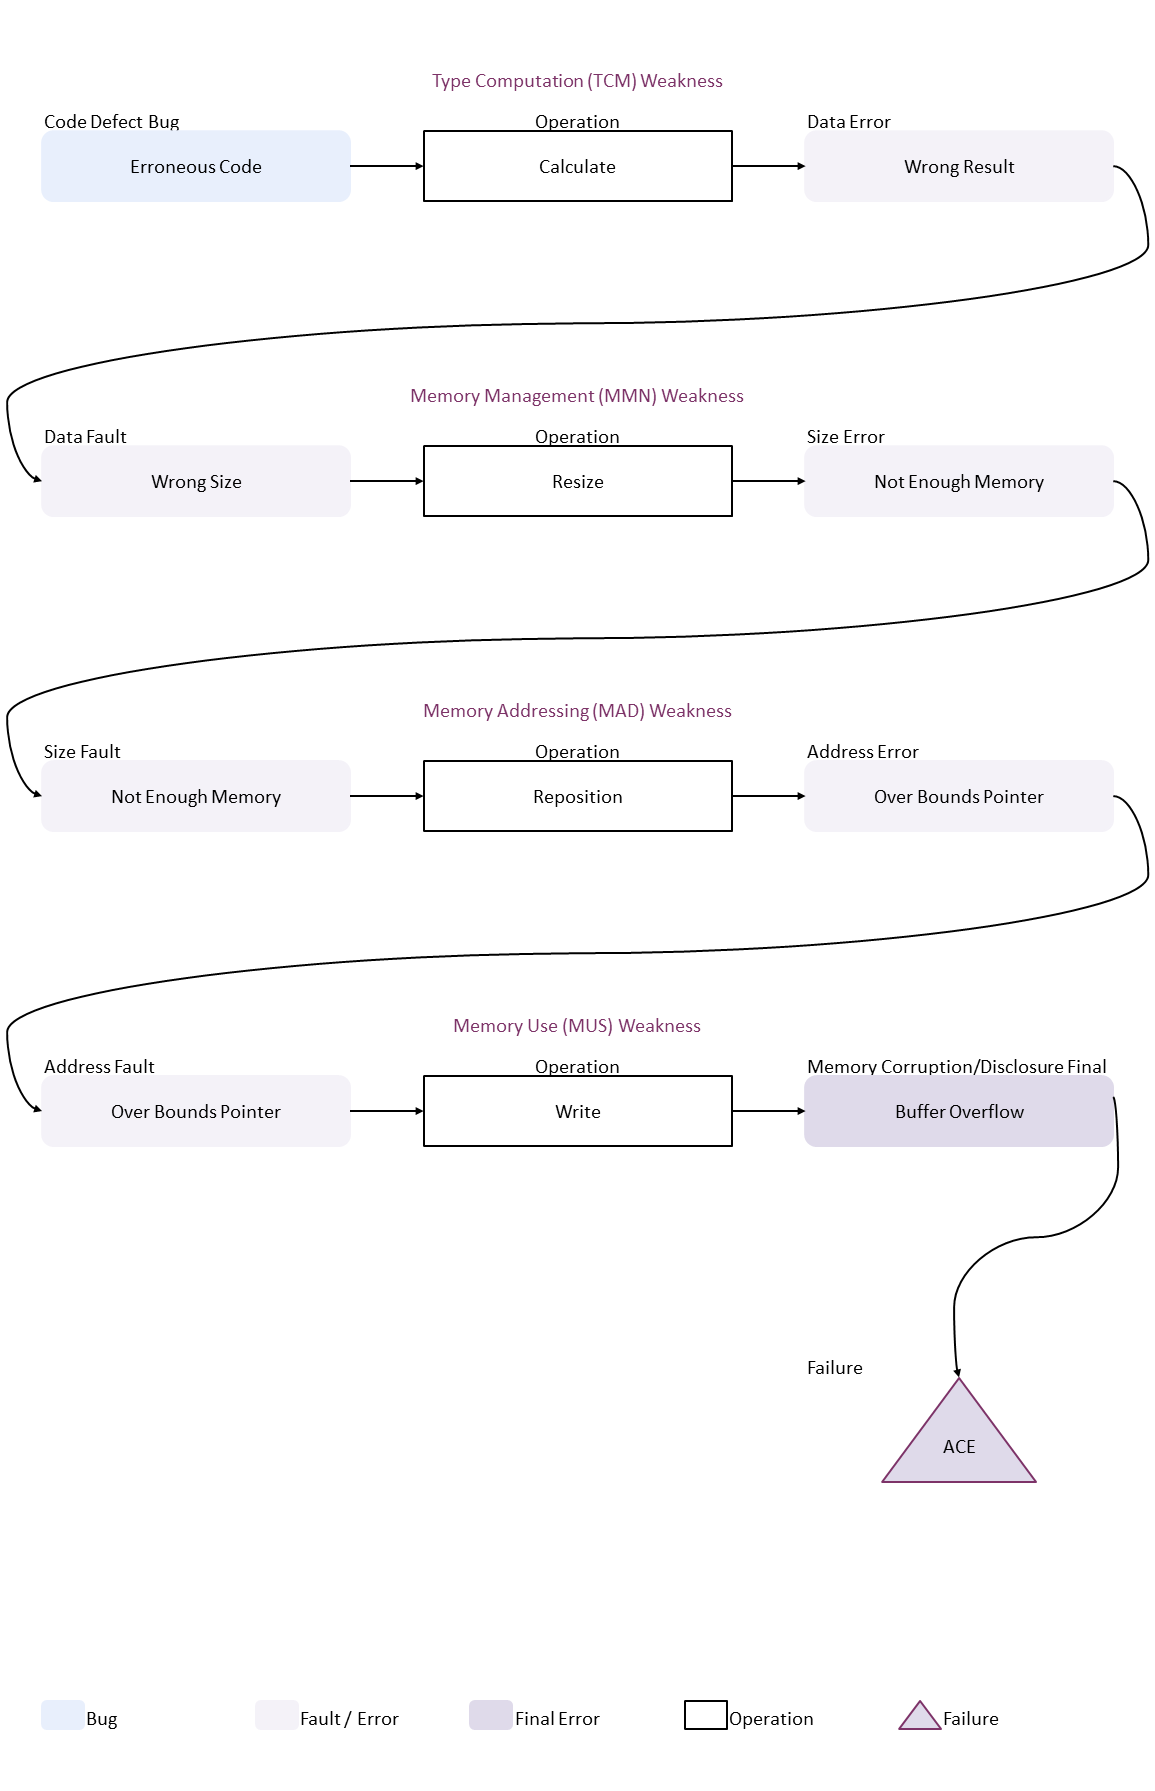 Type Computation (TCM) Weakness
Code Defect Bug
Operation
Data Error
Erroneous Code
Calculate
Wrong Result
Memory Management (MMN) Weakness
Data Fault
Operation
Size Error
Wrong Size
Resize
Not Enough Memory
Memory Addressing (MAD) Weakness
Size Fault
Operation
Address Error
Not Enough Memory
Reposition
Over Bounds Pointer
Memory Use (MUS) Weakness
Address Fault
Operation
Memory Corruption/Disclosure Final
Over Bounds Pointer
Write
Buffer Overflow
Failure
ACE
Bug
Fault / Error
Final Error
Operation
Failure